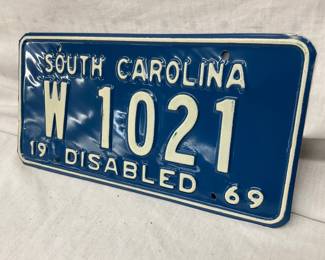 SOUTH CAROLINA
W 1021
19 DISABLED 69